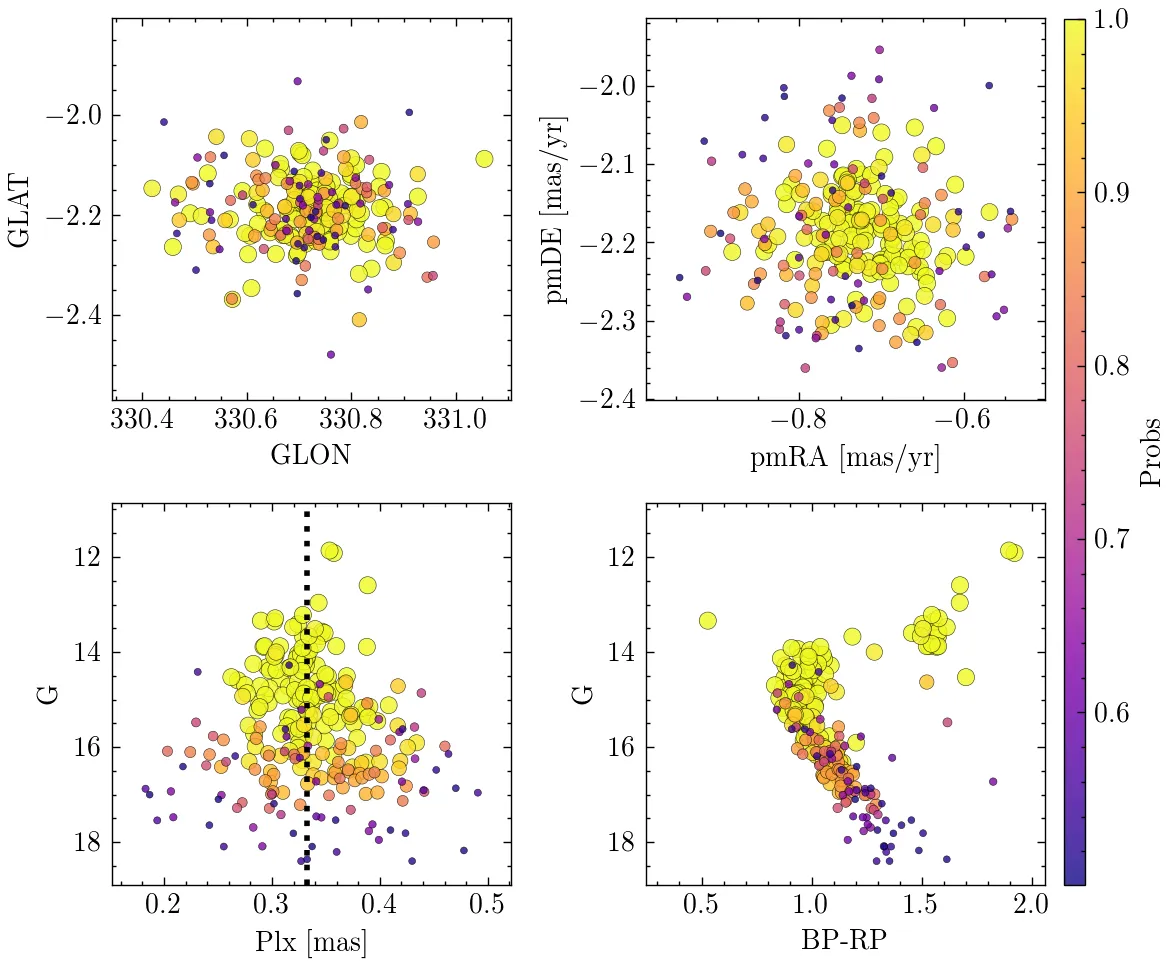 −2.0
−2.2
−2.4
GLAT
330.4 330.6 330.8 331.0
GLON
−2.0
−2.1
−2.2
−2.3
−2.4
pmDE [mas/yr]
−0.8 −0.6
pmRA [mas/yr]
1.0
0.9
0.8
0.7
0.6
Probs
12
14
16
18
G
0.2 0.3 0.4 0.5
Plx [mas]
12
14
16
18
G
0.5 1.0 1.5 2.0
BP-RP